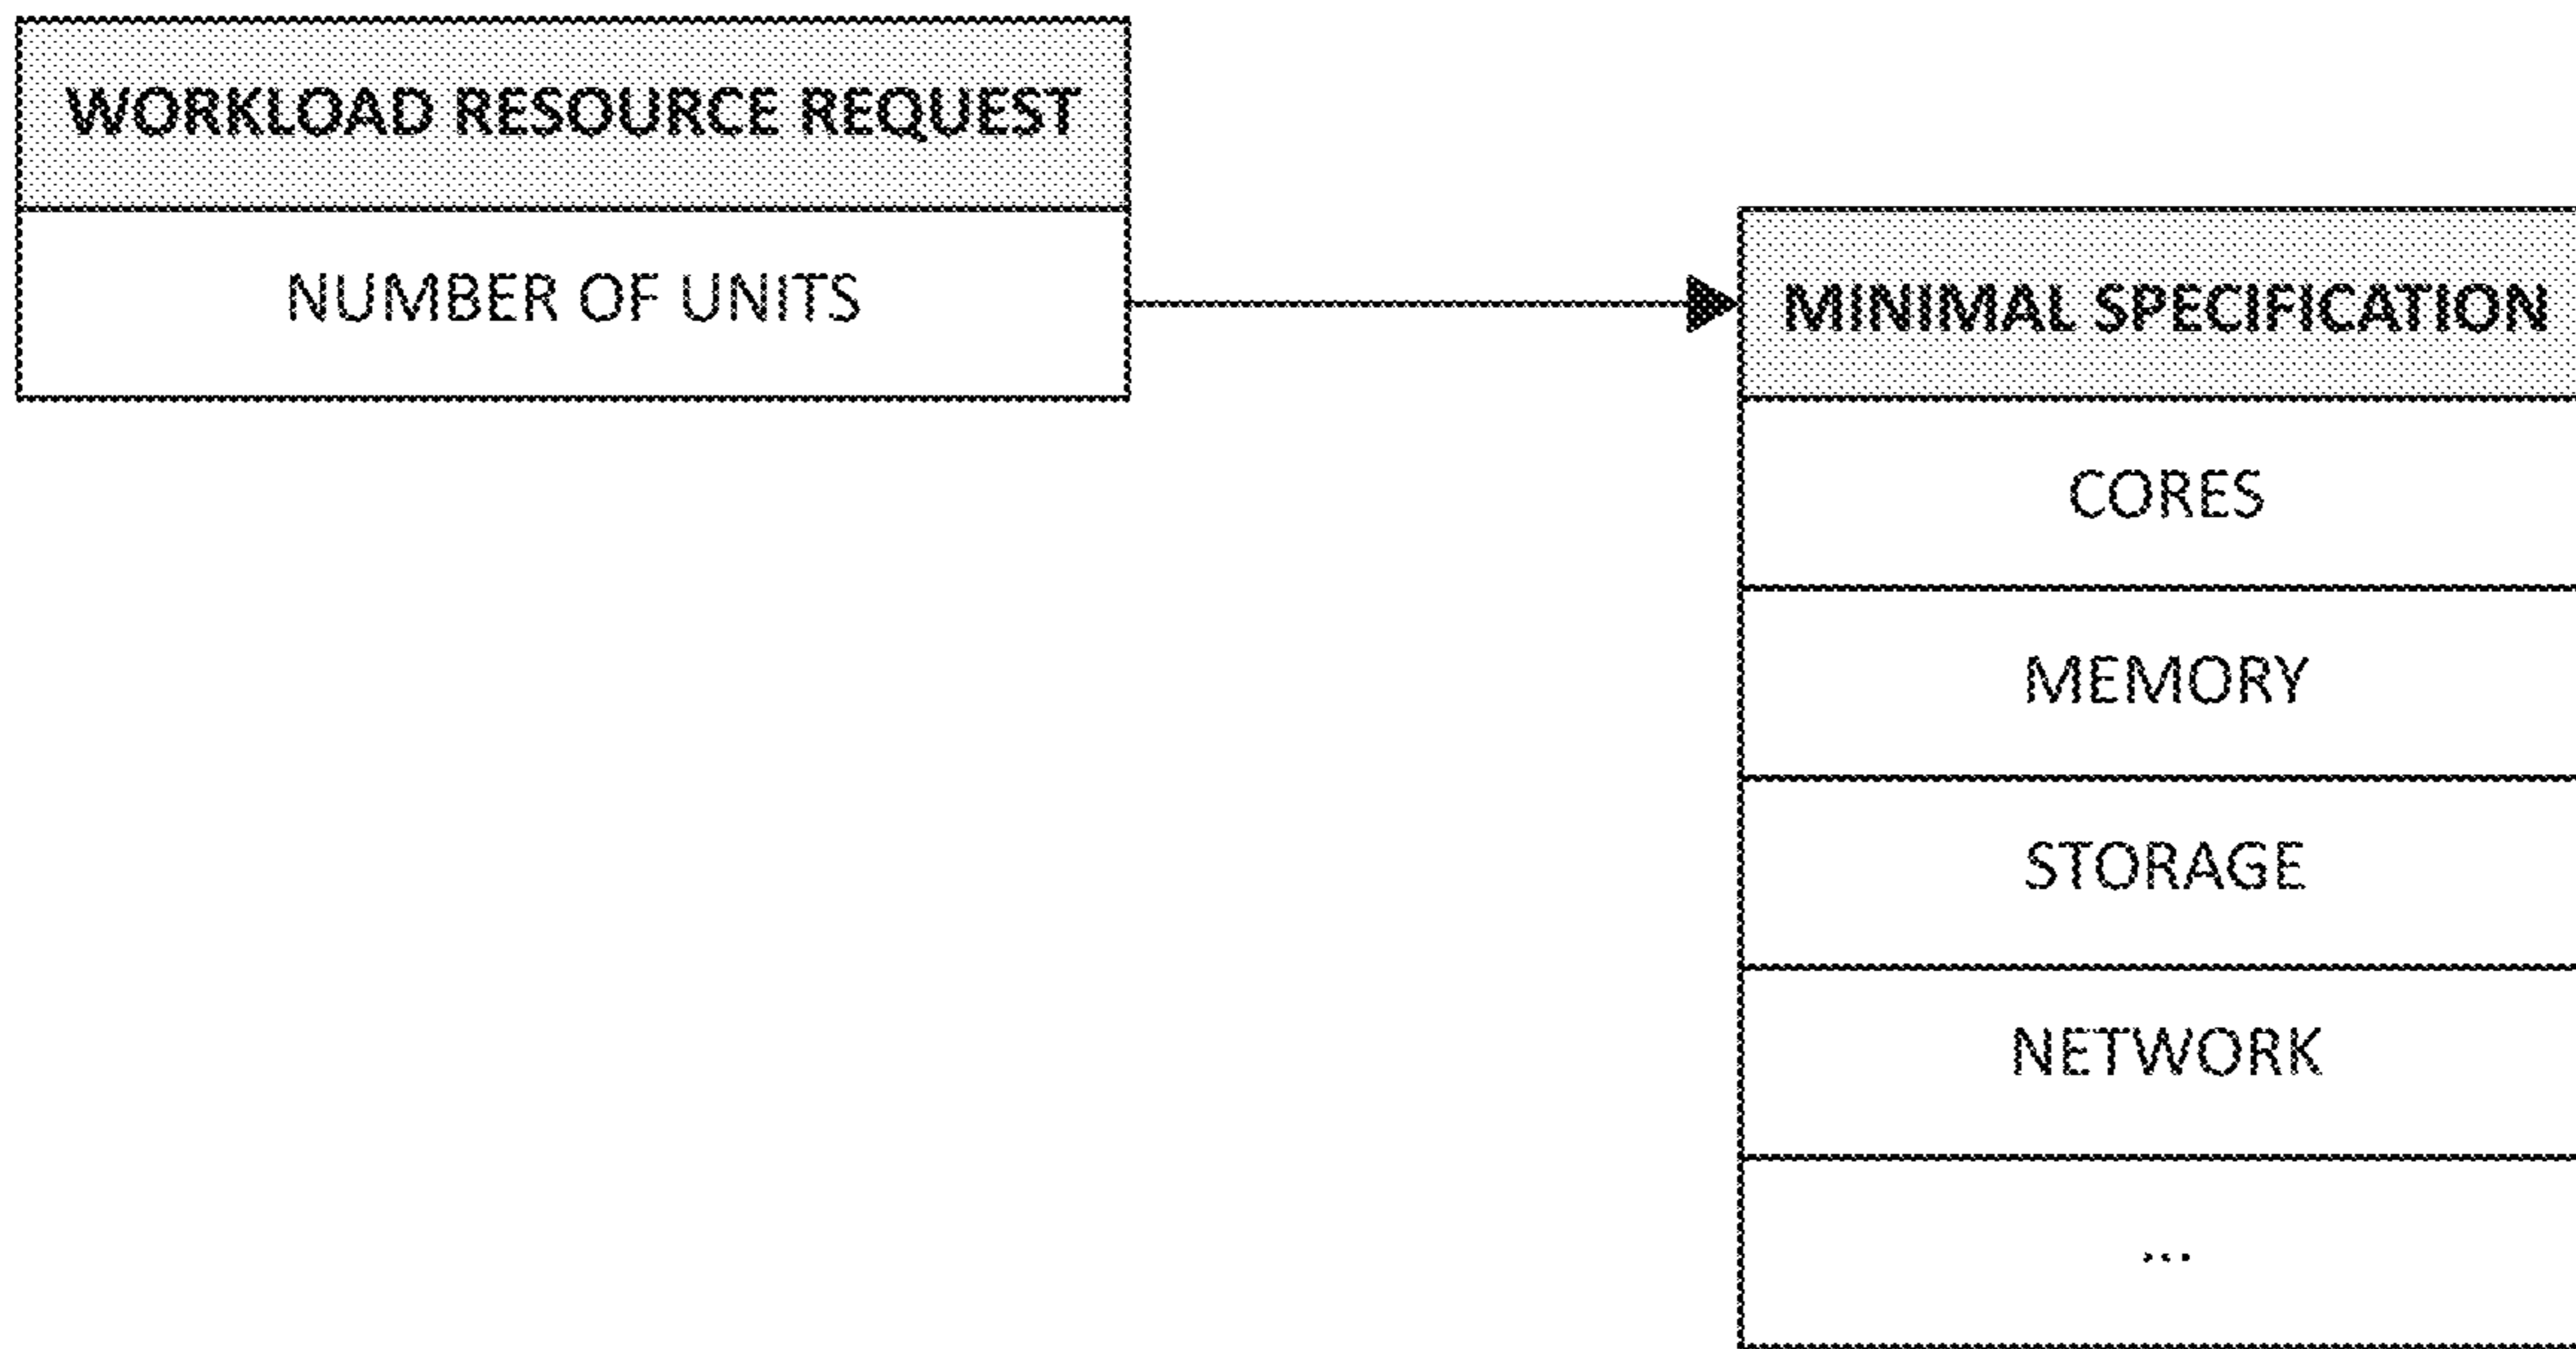 WORKLOAD RESOURCE REQUEST
NUMBER OF UNITS
MINIMAL SPECIFICATION
CORES
MEMORY
STORAGE
NETWORK
...